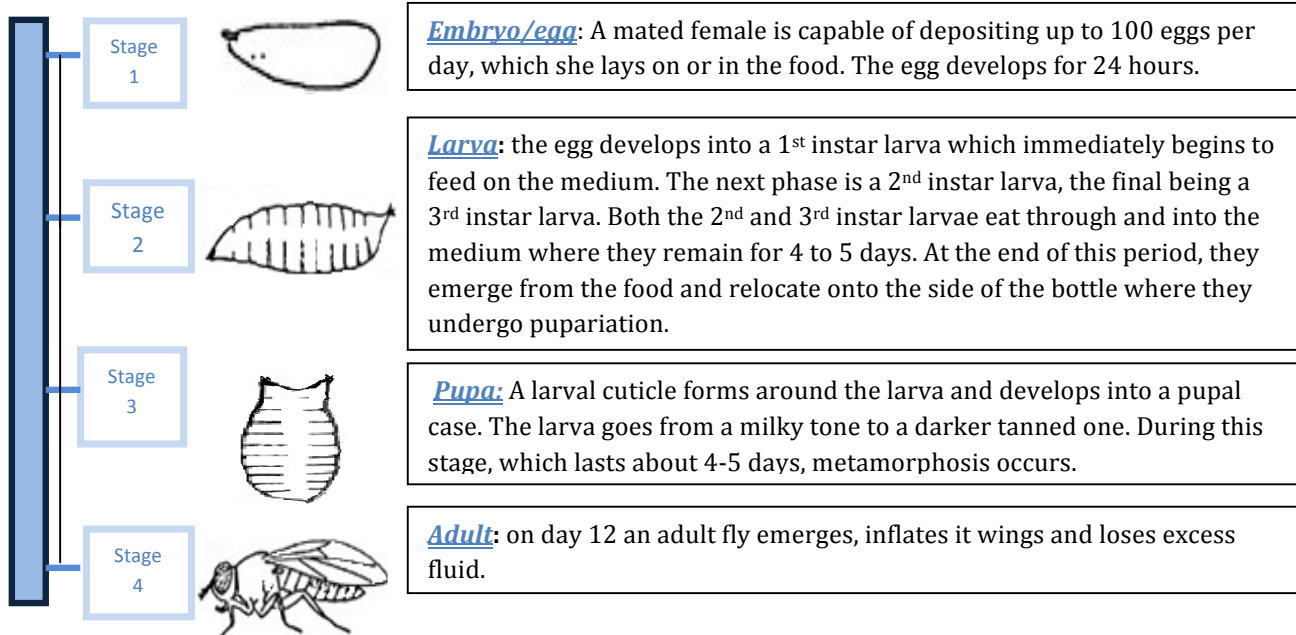 Stage
1
Embryo/egg: A mated female is capable of depositing up to 100 eggs per
day, which she lays on or in the food. The egg develops for 24 hours.
Stage
2
Larva: the egg develops into a 1st instar larva which immediately begins to
feed on the medium. The next phase is a 2nd instar larva, the final being a
3rd instar larva. Both the 2nd and 3rd instar larvae eat through and into the
medium where they remain for 4 to 5 days. At the end of this period, they
emerge from the food and relocate onto the side of the bottle where they
undergo pupariation.
Stage
3
Pupa: A larval cuticle forms around the larva and develops into a pupal
case. The larva goes from a milky tone to a darker tanned one. During this
stage, which lasts about 4-5 days, metamorphosis occurs.
Stage
4
Adult: on day 12 an adult fly emerges, inflates it wings and loses excess
fluid.